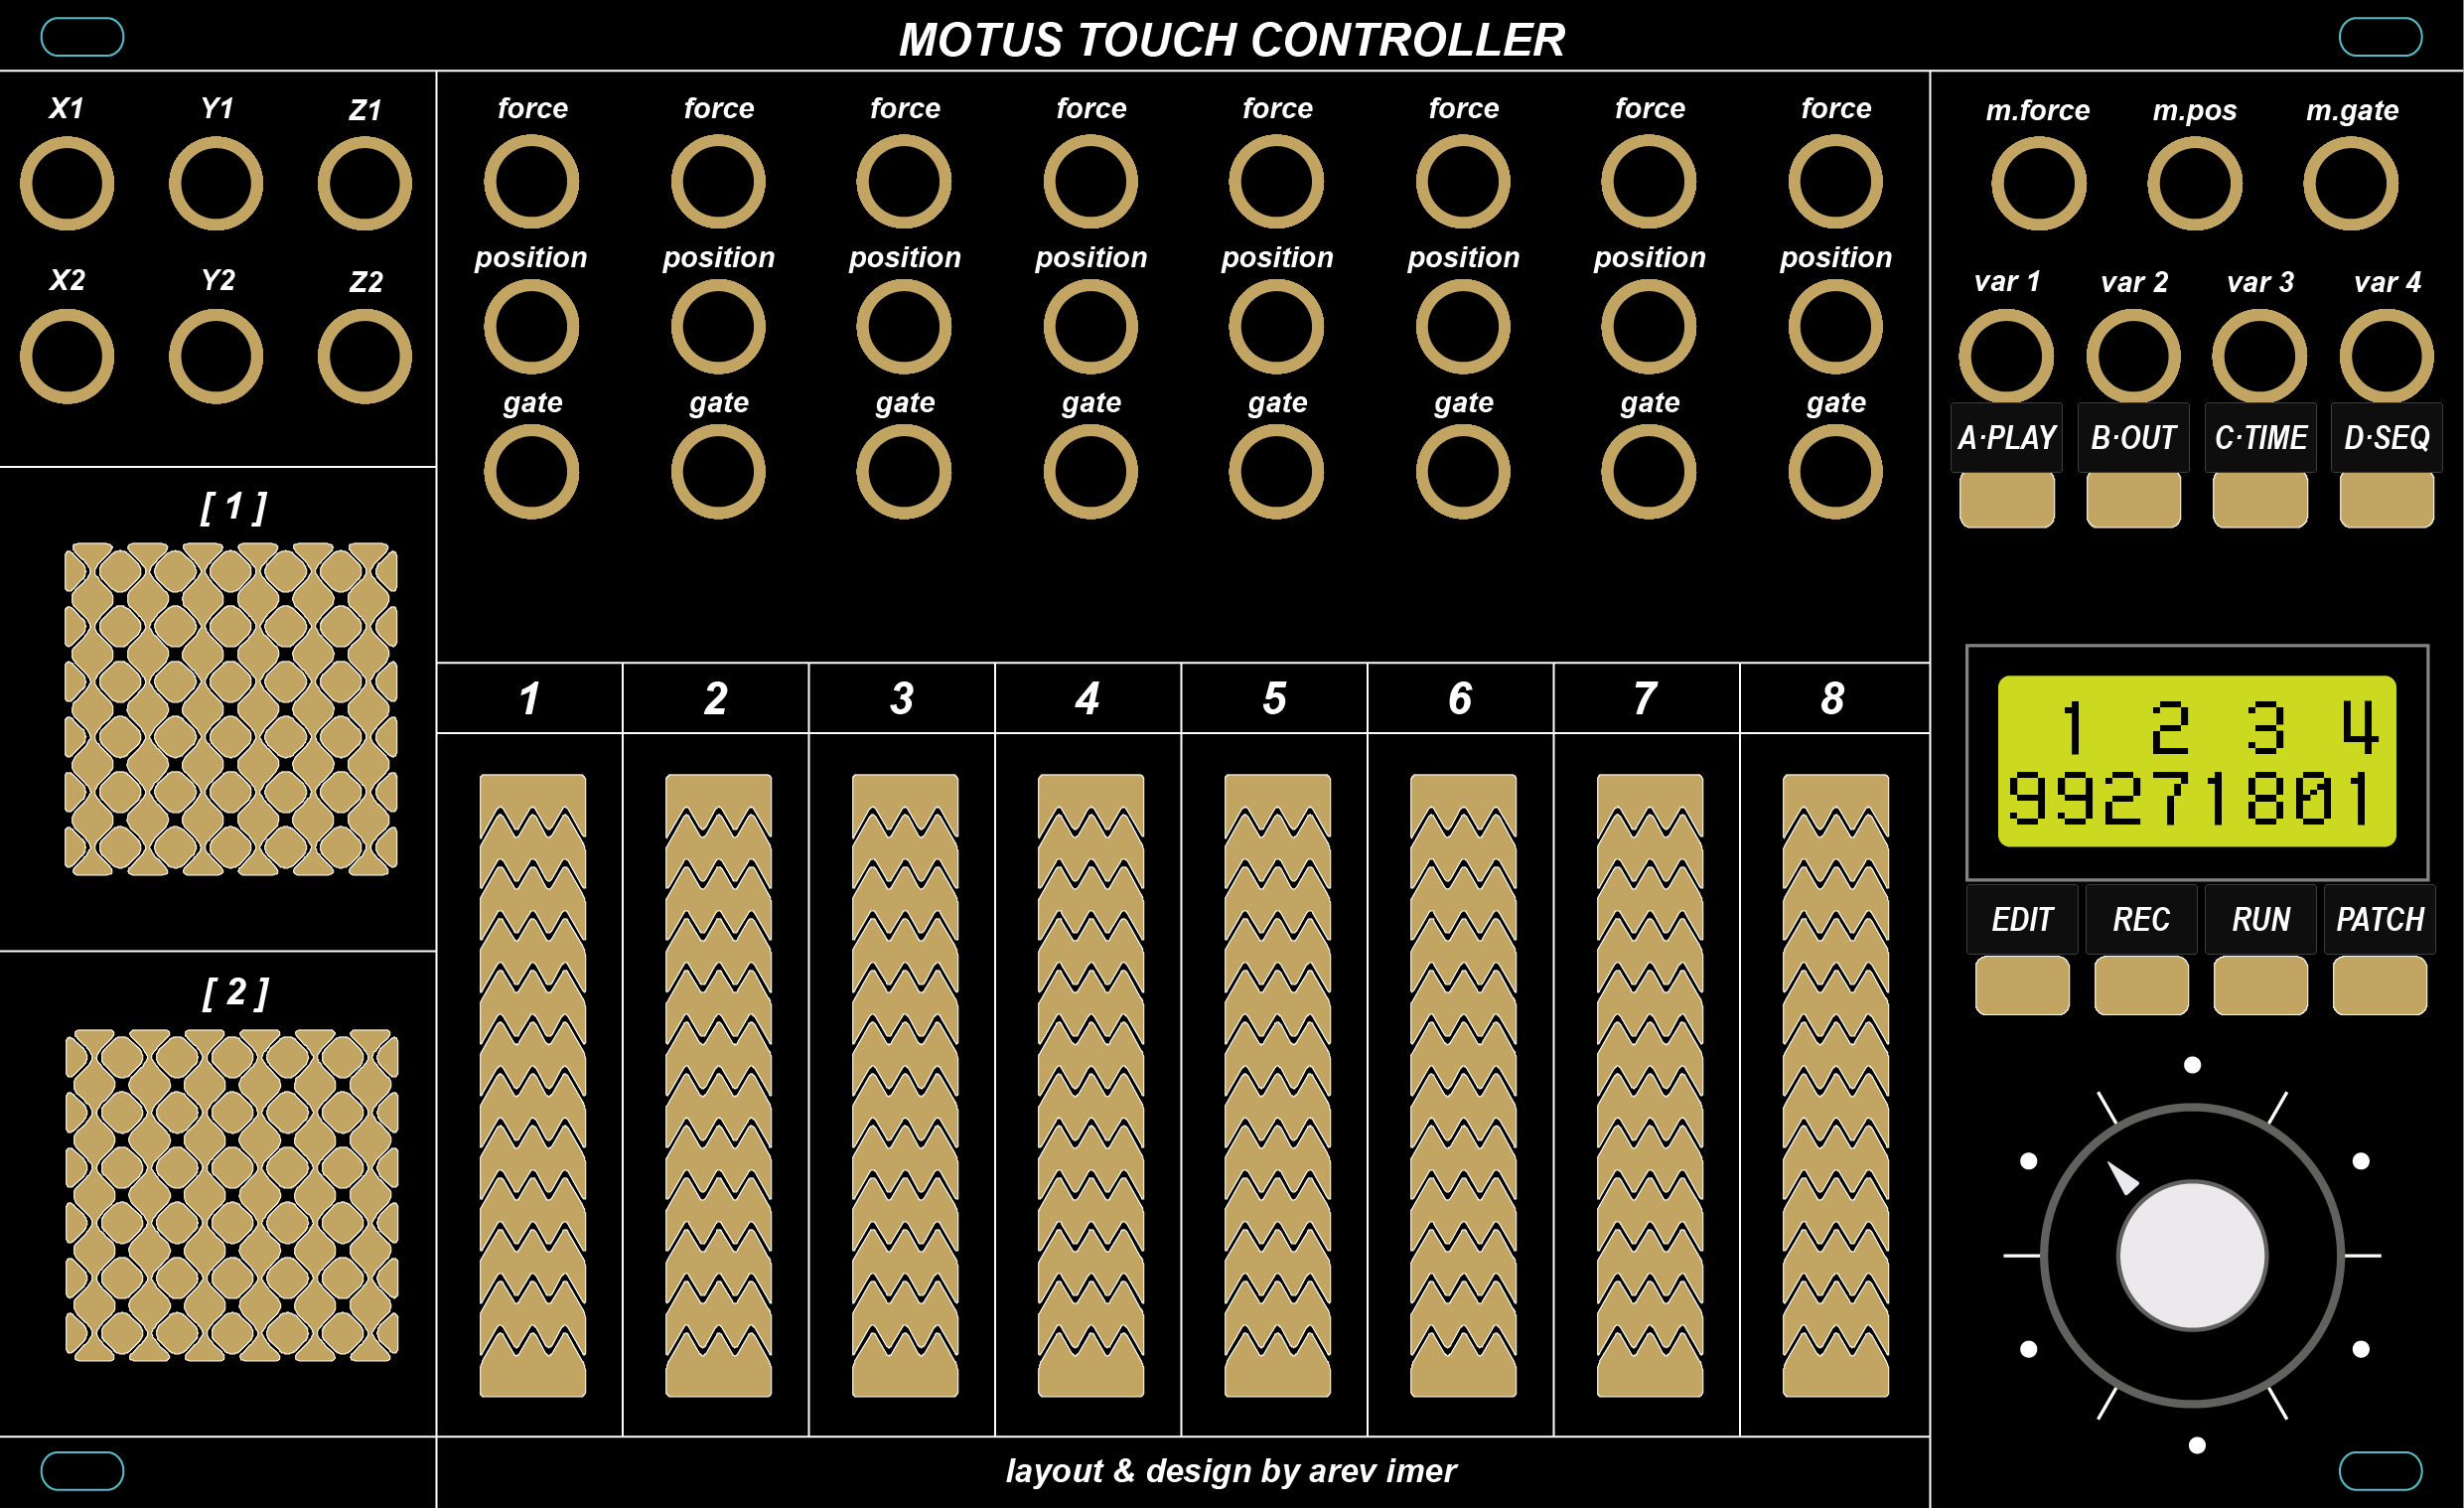 MOTUS TOUCH CONTROLLER
X1 Y1 Z1
X2 Y2 Z2
[ 1 ]
[ 2 ]
force force force force force force force force
position position position position position position position position
gate gate gate gate gate gate gate gate
1 2 3 4 5 6 7 8
m.force m.pos m.gate
var 1 var 2 var 3 var 4
A·PLAY B·OUT C·TIME D·SEQ
1 2 3 4
99271801
EDIT REC RUN PATCH
layout & design by arev imer